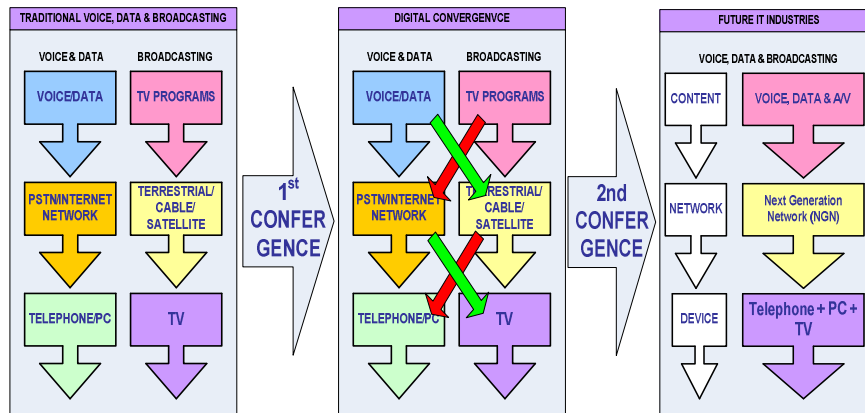 TRADITIONAL VOICE, DATA & BROADCASTING
VOICE & DATA
BROADCASTING
VOICE/DATA
TV PROGRAMS
PSTN/INTERNET
NETWORK
TERRESTRIAL/
CABLE/
SATELLITE
TELEPHONE/PC
TV
1st
CONFER
GENCE
DIGITAL CONVERGENVCE
VOICE & DATA
BROADCASTING
VOICE/DATA
TV PROGRAMS
PSTN/INTERNET
NETWORK
TERRESTRIAL/
CABLE/
SATELLITE
TELEPHONE/PC
TV
2nd
CONFER
GENCE
FUTURE IT INDUSTRIES
VOICE, DATA & BROADCASTING
CONTENT
VOICE, DATA & A/V
NETWORK
Next Generation
Network (NGN)
DEVICE
Telephone + PC +
TV